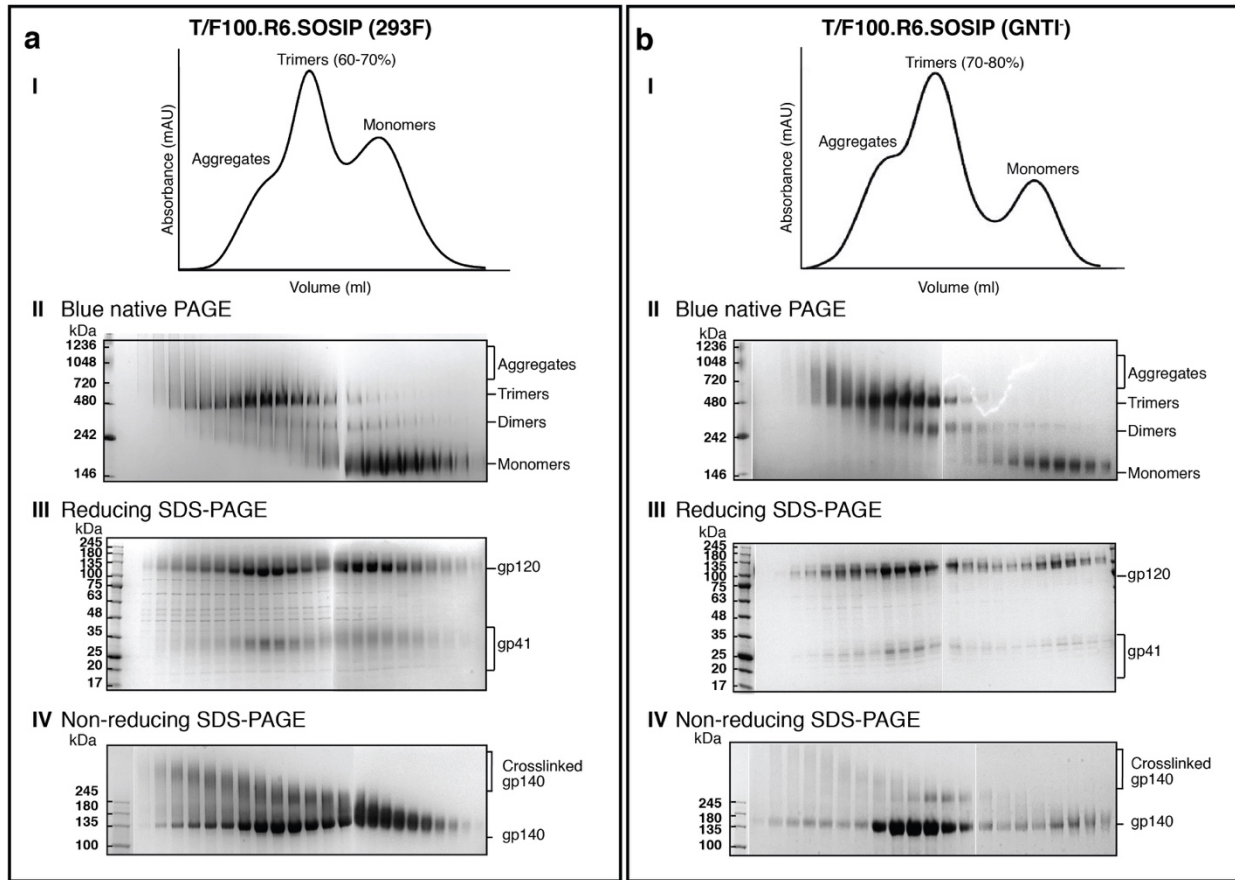 a
T/F100.R6.SOSIP (293F)
I
Trimers (60-70%)
Monomers
Aggregates
Absorbance (mAU)
Volume (ml)
II Blue native PAGE
kDa
1236
1048
720
480
242
146
Aggregates
Trimers
Dimers
Monomers
III Reducing SDS-PAGE
kDa
245
180
135
100
75
63
48
35
25
20
17
gp120
gp41
IV Non-reducing SDS-PAGE
kDa
245
180
135
100
Crosslinked
gp140
gp140
b
T/F100.R6.SOSIP (GNTI-)
I
Trimers (70-80%)
Aggregates
Monomers
Absorbance (mAU)
Volume (ml)
II Blue native PAGE
kDa
1236
1048
720
480
242
146
Aggregates
Trimers
Dimers
Monomers
III Reducing SDS-PAGE
kDa
245
180
135
100
75
63
48
35
25
20
17
gp120
gp41
IV Non-reducing SDS-PAGE
kDa
245
180
135
100
Crosslinked
gp140
gp140